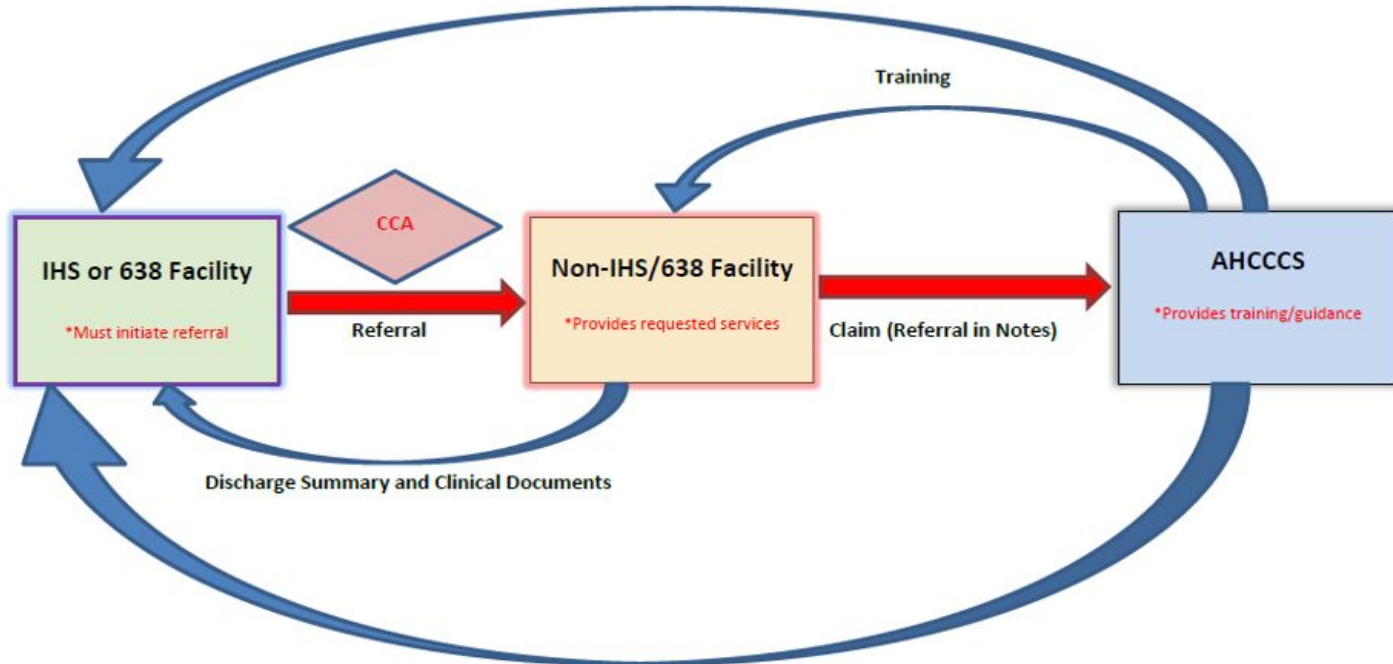 Training
CCA
IHS or 638 Facility
*Must initiate referral
Referral
Non-IHS/638 Facility
*Provides requested services
Claim (Referral in Notes)
AHCCCS
*Provides training/guidance
Discharge Summary and Clinical Documents